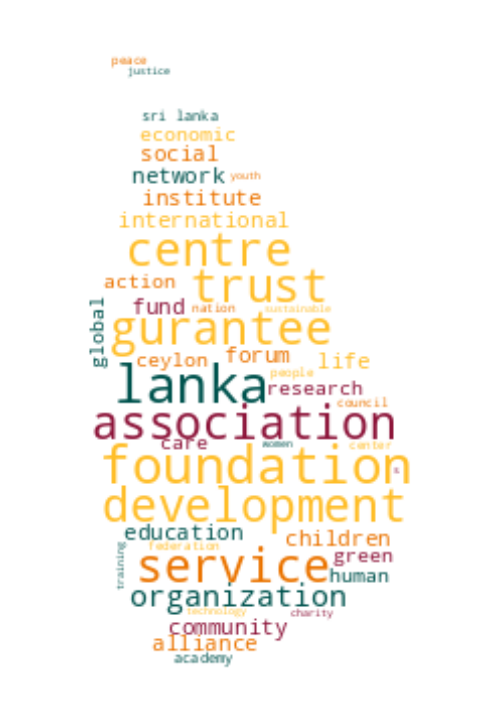 peace
justice
sri lanka
economic
social
network youth
institute
international
centre
action trust
global fund nation sustainable
gurantee
ceylon forum life
people
lanka research
council
association
care women center
foundation s
development
education children
training federation green
service human
organization
technology charity
community
alliance
academy